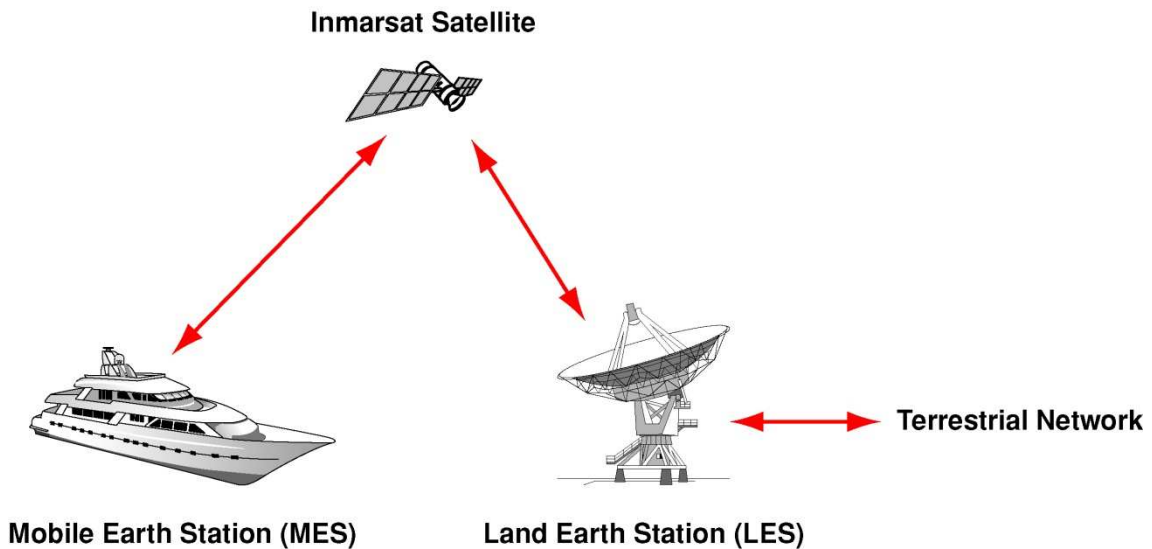 Inmarsat Satellite
Terrestrial Network
Mobile Earth Station (MES)
Land Earth Station (LES)